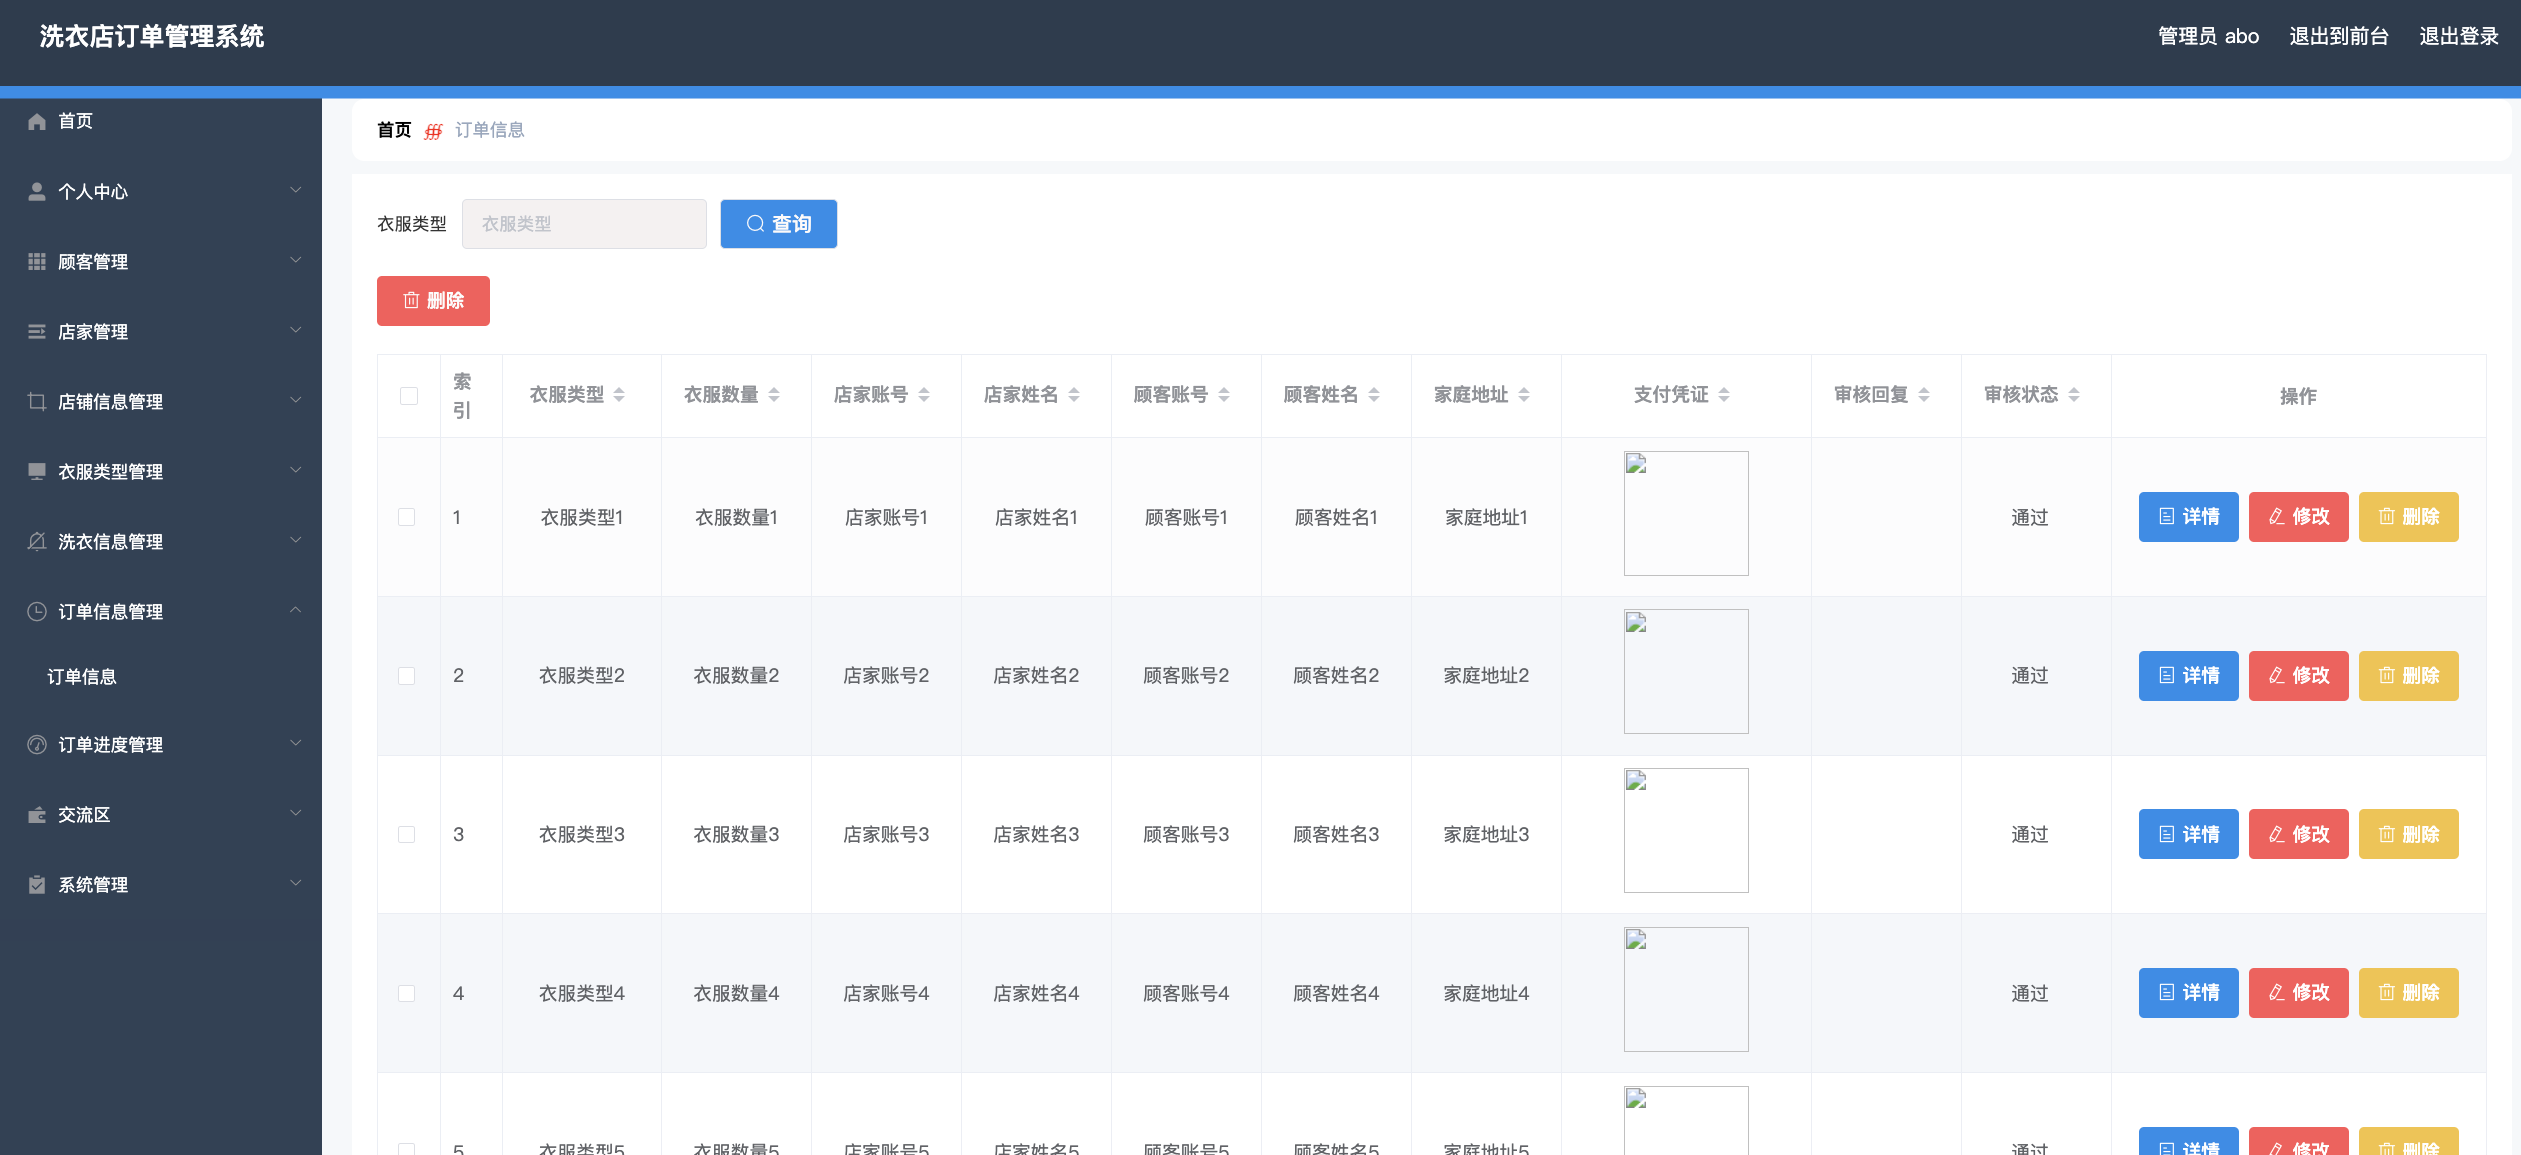 洗衣店订单管理系统
管理员 abo 退出到前台 退出登录
首页
个人中心
顾客管理
店家管理
店铺信息管理
衣服类型管理
洗衣信息管理
订单信息管理
订单信息
订单进度管理
交流区
系统管理
首页 订单信息
衣服类型 衣服类型 查询
删除
索引 衣服类型 衣服数量 店家账号 店家姓名 顾客账号 顾客姓名 家庭地址 支付凭证 审核回复 审核状态 操作
1 衣服类型1 衣服数量1 店家账号1 店家姓名1 顾客账号1 顾客姓名1 家庭地址1 通过 详情 修改 删除
2 衣服类型2 衣服数量2 店家账号2 店家姓名2 顾客账号2 顾客姓名2 家庭地址2 通过 详情 修改 删除
3 衣服类型3 衣服数量3 店家账号3 店家姓名3 顾客账号3 顾客姓名3 家庭地址3 通过 详情 修改 删除
4 衣服类型4 衣服数量4 店家账号4 店家姓名4 顾客账号4 顾客姓名4 家庭地址4 通过 详情 修改 删除
5 衣服类型5 衣服数量5 店家账号5 店家姓名5 顾客账号5 顾客姓名5 家庭地址5 通过 详情 修改 删除